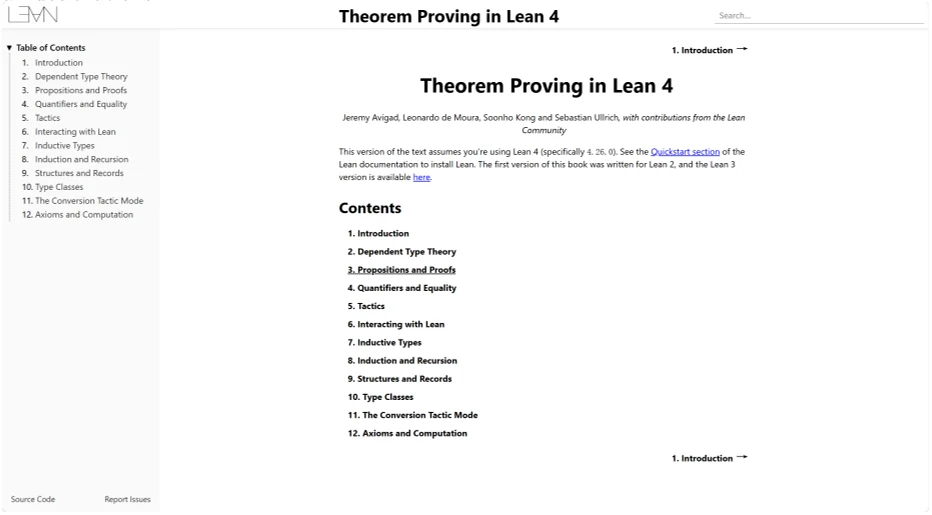 LEAN
Theorem Proving in Lean 4
Search...
▼ Table of Contents
1. Introduction
2. Dependent Type Theory
3. Propositions and Proofs
4. Quantifiers and Equality
5. Tactics
6. Interacting with Lean
7. Inductive Types
8. Induction and Recursion
9. Structures and Records
10. Type Classes
11. The Conversion Tactic Mode
12. Axioms and Computation
Source Code
Report Issues
1. Introduction →
Theorem Proving in Lean 4
Jeremy Avigad, Leonardo de Moura, Soonho Kong and Sebastian Ullrich, with contributions from the Lean
Community
This version of the text assumes you're using Lean 4 (specifically 4.26.0). See the Quickstart section of the
Lean documentation to install Lean. The first version of this book was written for Lean 2, and the Lean 3
version is available here.
Contents
1. Introduction
2. Dependent Type Theory
3. Propositions and Proofs
4. Quantifiers and Equality
5. Tactics
6. Interacting with Lean
7. Inductive Types
8. Induction and Recursion
9. Structures and Records
10. Type Classes
11. The Conversion Tactic Mode
12. Axioms and Computation
1. Introduction →